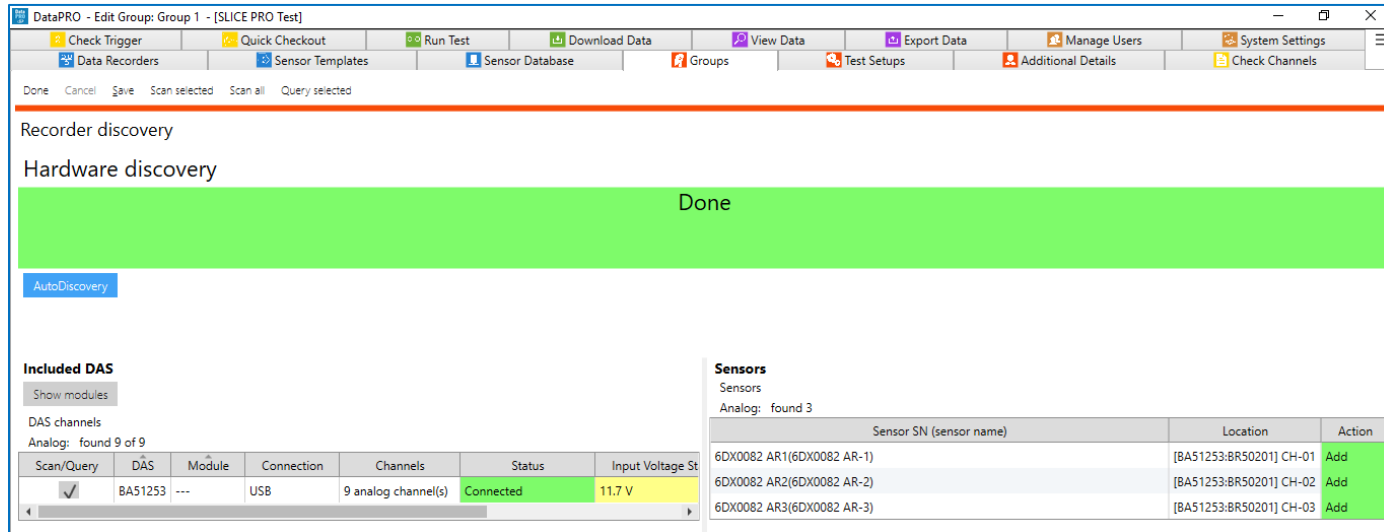 Data PRO DataPRO - Edit Group: Group 1 - [SLICE PRO Test]
Check Trigger Quick Checkout Run Test Download Data View Data Export Data Manage Users System Settings
Data Recorders Sensor Templates Sensor Database Groups Test Setups Additional Details Check Channels
Done Cancel Save Scan selected Scan all Query selected
Recorder discovery
Hardware discovery
Done
AutoDiscovery
Included DAS
Show modules
DAS channels
Analog: found 9 of 9
Scan/Query DAS Module Connection Channels Status Input Voltage St
BA51253 --- USB 9 analog channel(s) Connected 11.7 V
Sensors
Sensors
Analog: found 3
Sensor SN (sensor name) Location Action
6DX0082 AR1(6DX0082 AR-1) [BA51253:BR50201] CH-01 Add
6DX0082 AR2(6DX0082 AR-2) [BA51253:BR50201] CH-02 Add
6DX0082 AR3(6DX0082 AR-3) [BA51253:BR50201] CH-03 Add